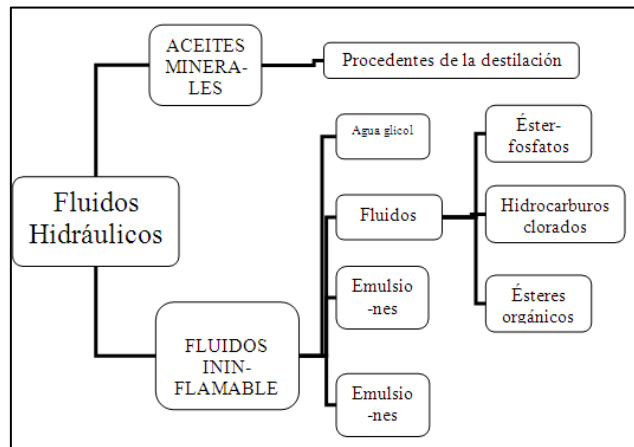 ACEITES
MINERA-
LES
Procedentes de la destilación
Agua glicol
Éster-
fosfatos
Fluidos
Hidráulicos
Fluidos
Hidrocarburos
clorados
Emulsio
-nes
Ésteres
orgánicos
FLUIDOS
ININ-
FLAMABLE
Emulsio
-nes